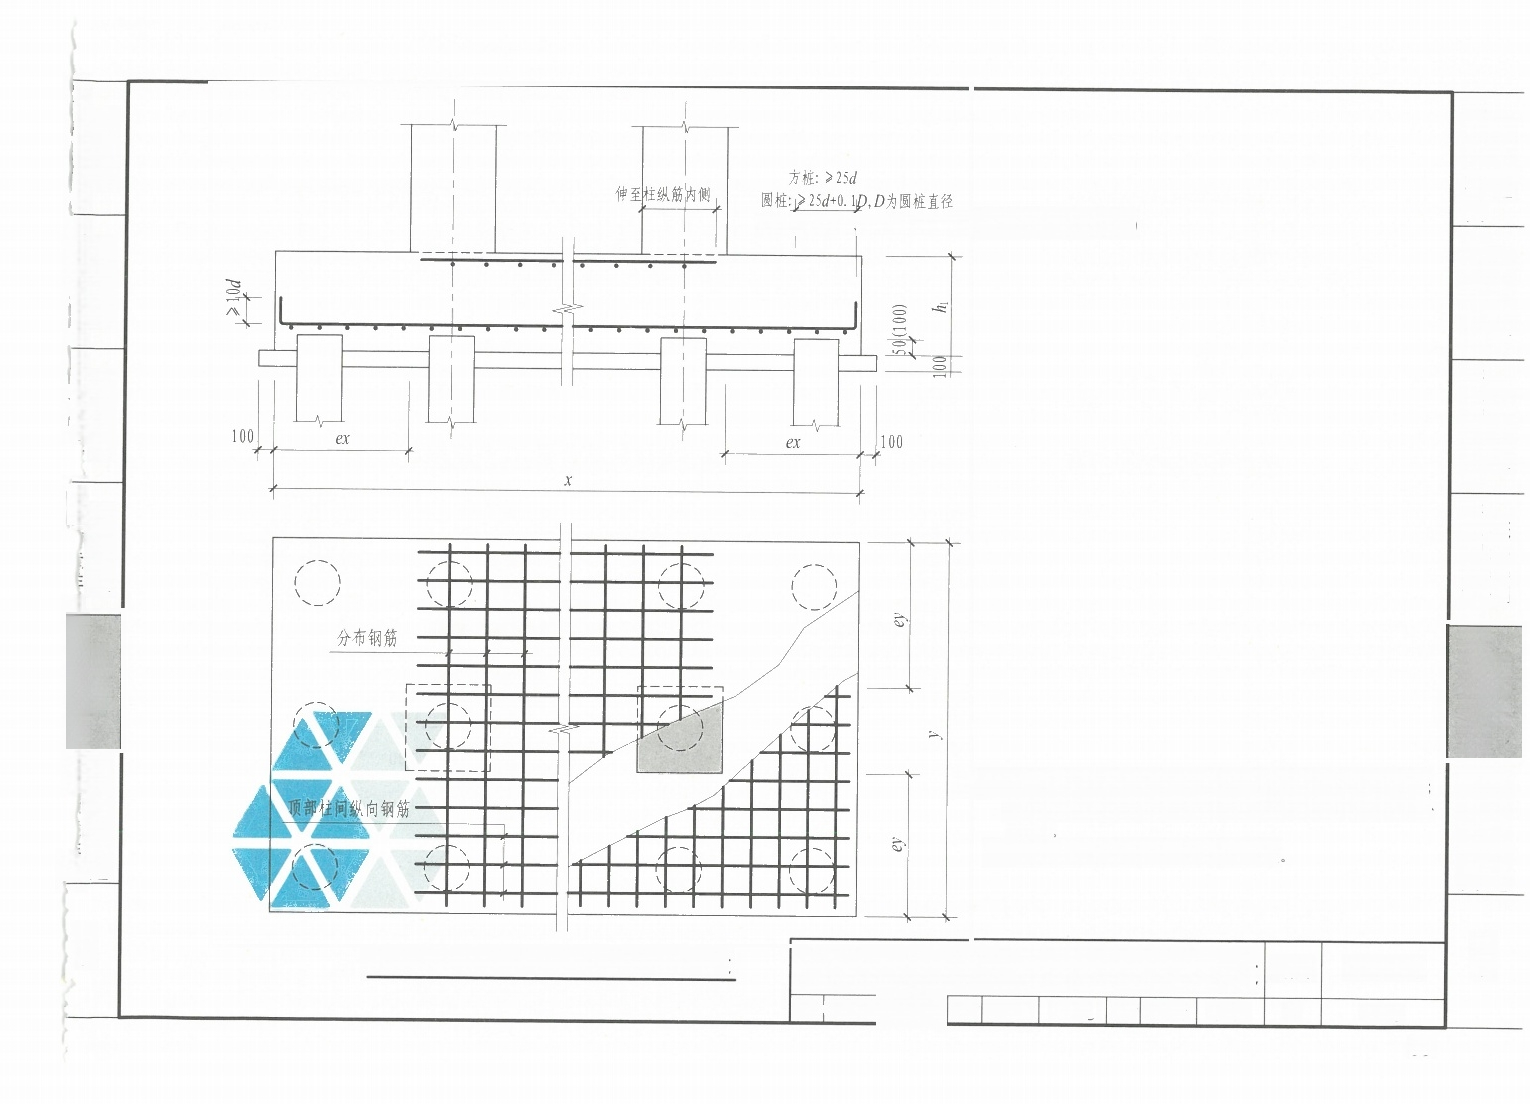 方桩:≥25d
伸至柱纵筋内侧
圆桩:≥25d+0.1D,D为圆桩直径
≥10d
h1
50(100)
100
100
ex
ex
100
x
分布钢筋
ey
y
顶部柱间纵向钢筋
ey